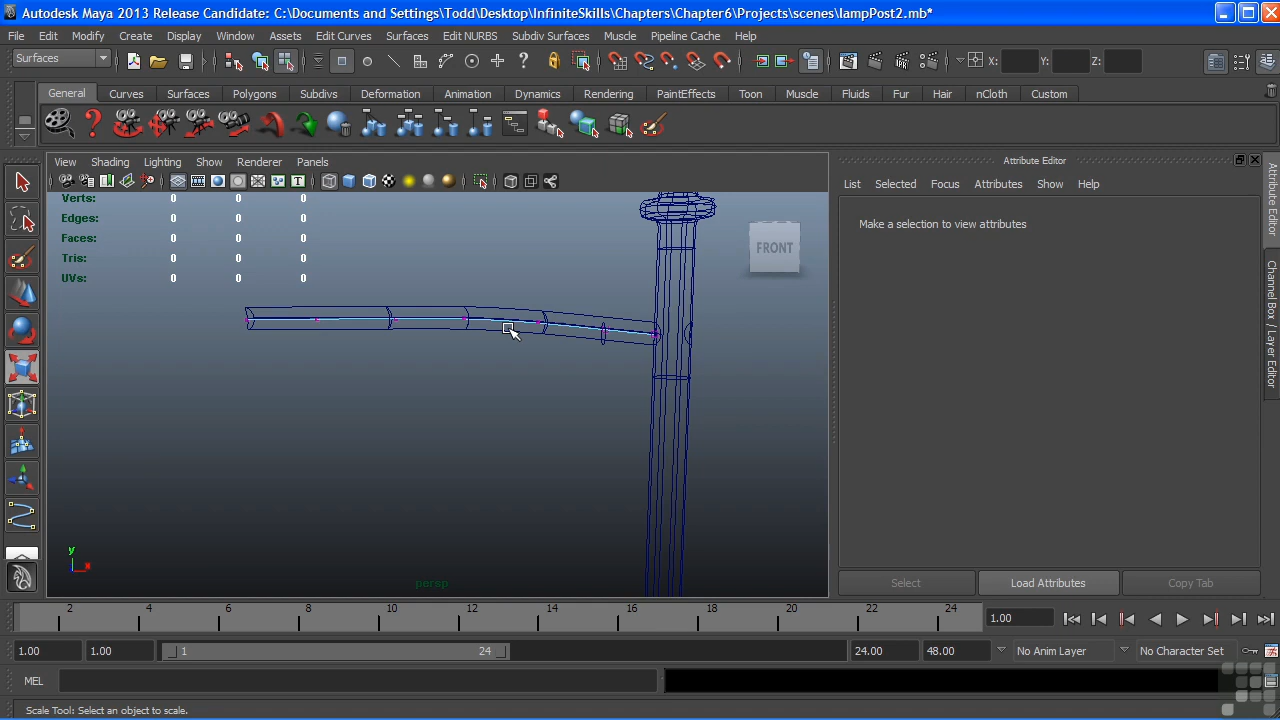 Autodesk Maya 2013 Release Candidate: C:\Documents and Settings\Todd\Desktop\InfiniteSkills\Chapters\Chapter6\Projects\scenes\lampPost2.mb*
File Edit Modify Create Display Window Assets Edit Curves Surfaces Edit NURBS Subdiv Surfaces Muscle Pipeline Cache Help
Surfaces X: Y: Z:
General Curves Surfaces Polygons Subdivs Deformation Animation Dynamics Rendering PaintEffects Toon Muscle Fluids Fur Hair nCloth Custom
View Shading Lighting Show Renderer Panels
Verts: 0 0 0
Edges: 0 0 0
Faces: 0 0 0
Tris: 0 0 0
UVs: 0 0 0
FRONT
y
x
persp
Attribute Editor
List Selected Focus Attributes Show Help
Make a selection to view attributes
Select Load Attributes Copy Tab
Attribute Editor
Channel Box / Layer Editor
2 4 6 8 10 12 14 16 18 20 22 24 1.00
1.00 1.00 1 24 24.00 48.00 No Anim Layer No Character Set
MEL
Scale Tool: Select an object to scale.